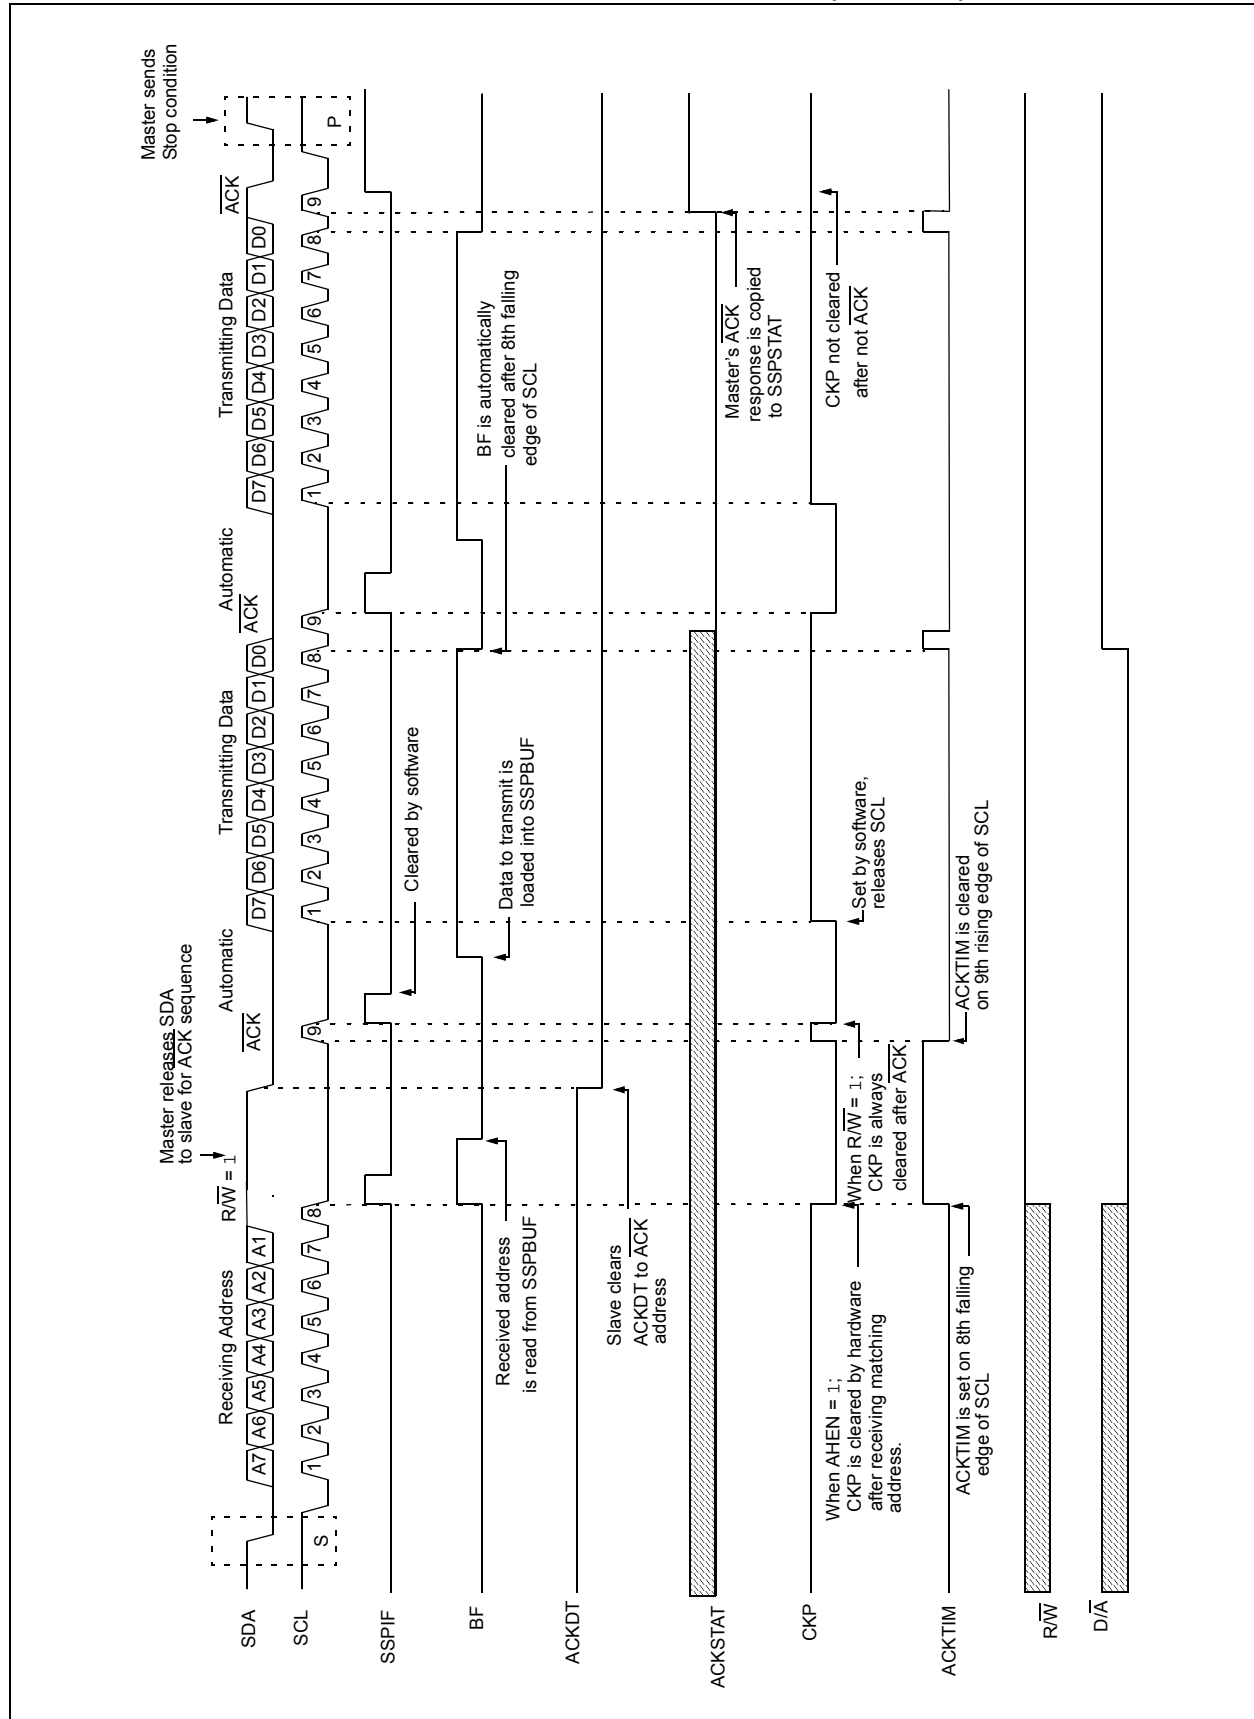 Master releases SDA
to slave for ACK sequence
Master sends
Stop condition
Receiving Address
R/W = 1
Automatic
Transmitting Data
Automatic
Transmitting Data
ACK
ACK
ACK
SDA
A7 A6 A5 A4 A3 A2 A1
D7 D6 D5 D4 D3 D2 D1 D0
D7 D6 D5 D4 D3 D2 D1 D0
SCL
S
1 2 3 4 5 6 7 8 9
1 2 3 4 5 6 7 8 9
1 2 3 4 5 6 7 8 9
P
SSPIF
Cleared by software
BF
Received address
is read from SSPBUF
Data to transmit is
loaded into SSPBUF
BF is automatically
cleared after 8th falling
edge of SCL
ACKDT
Slave clears
ACKDT to ACK
address
ACKSTAT
Master's ACK
response is copied
to SSPSTAT
CKP
When AHEN = 1;
CKP is cleared by hardware
after receiving matching
address.
When R/W = 1;
CKP is always
cleared after ACK
Set by software,
releases SCL
CKP not cleared
after not ACK
ACKTIM
ACKTIM is set on 8th falling
edge of SCL
ACKTIM is cleared
on 9th rising edge of SCL
R/W
D/A